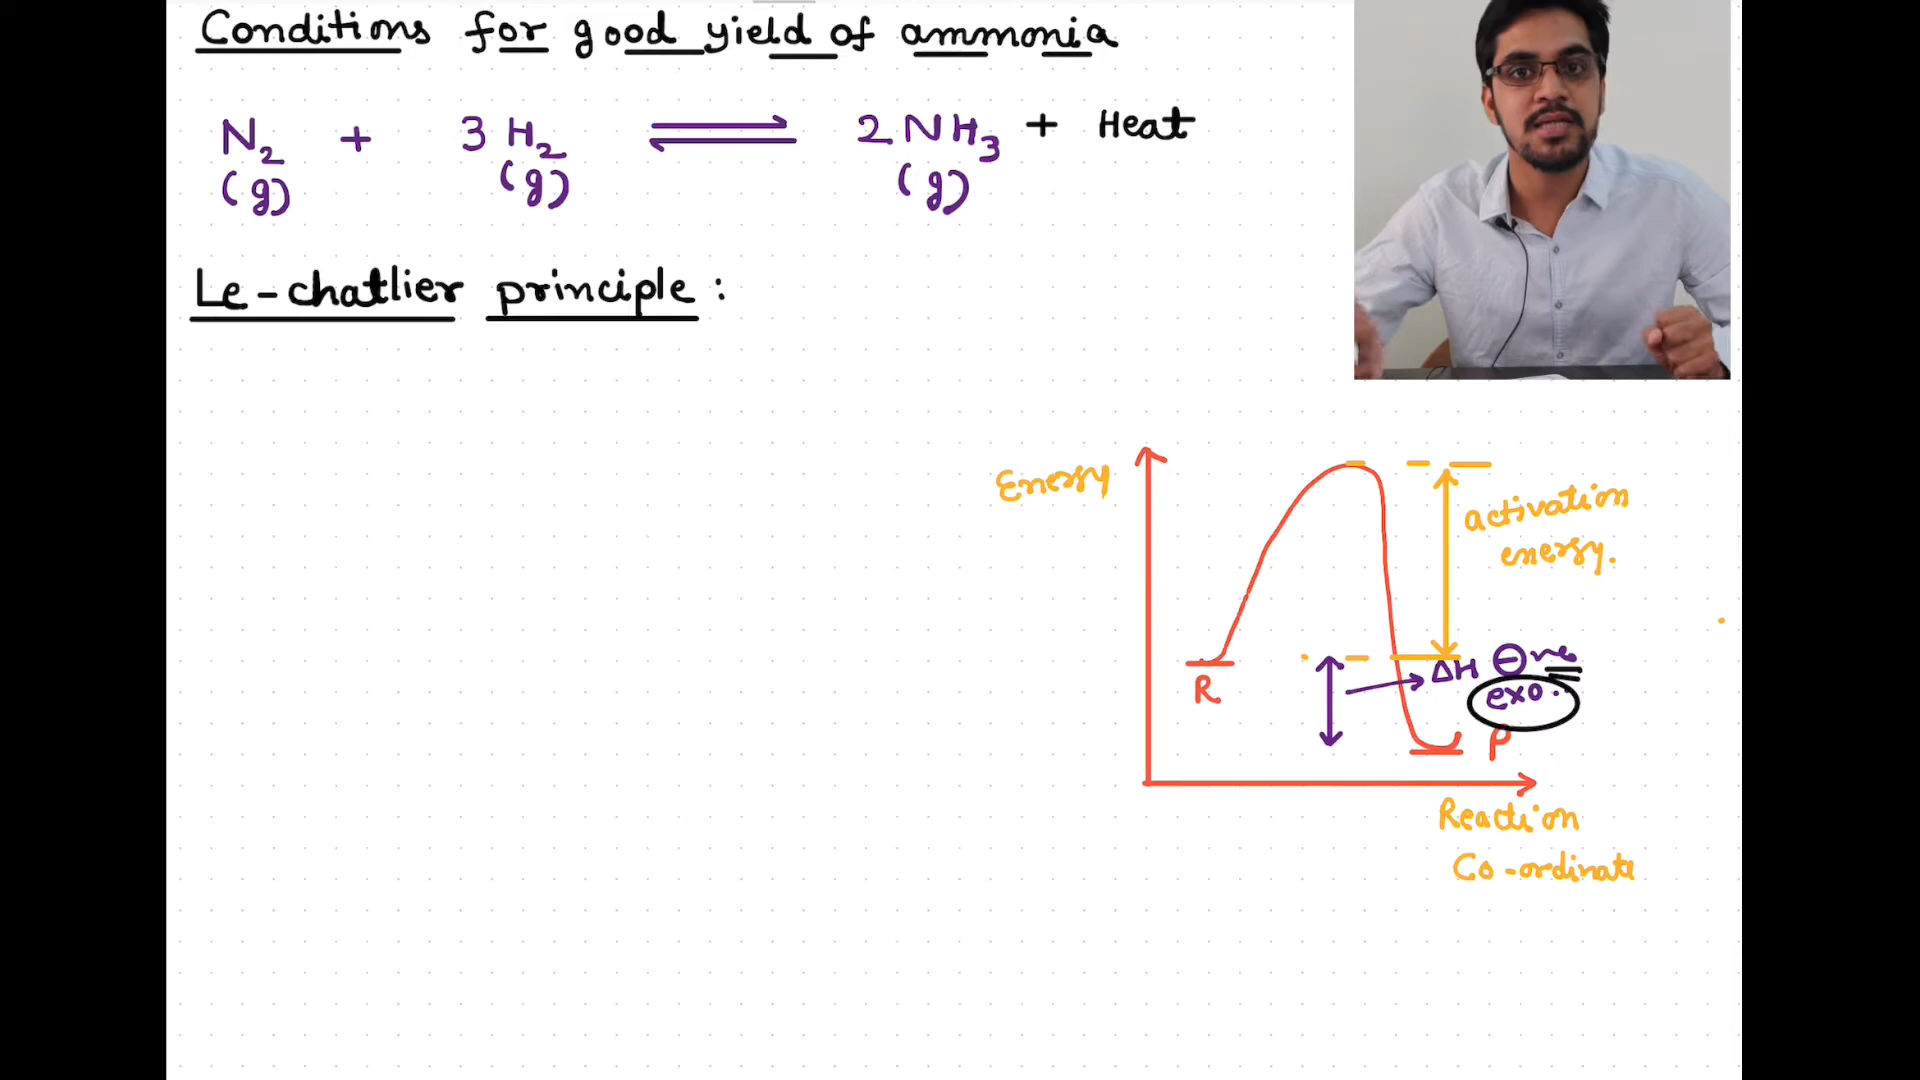 Conditions for good yield of ammonia
N2 + 3 H2 ⇌ 2 NH3 + Heat
(g) (g) (g)
Le-chatlier principle :
Energy
activation
energy.
ΔH ⊖ve
exo.
R
P
Reaction
Co-ordinate